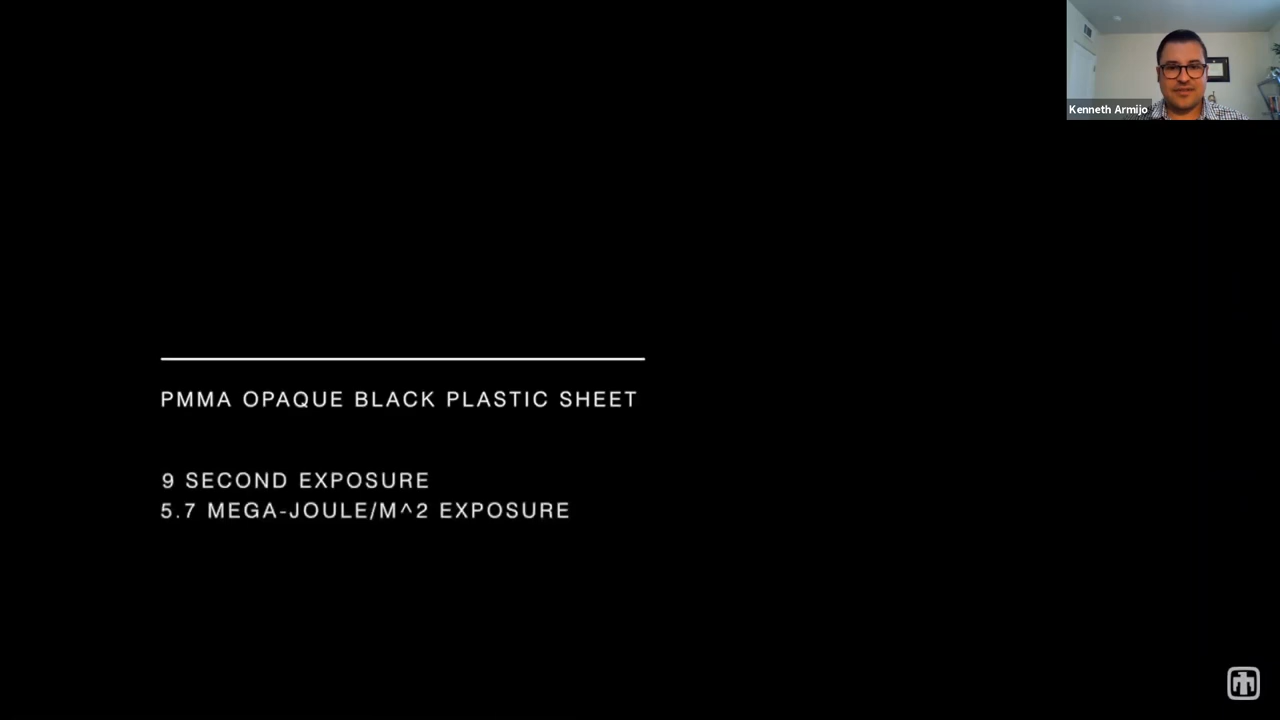 Kenneth Armijo
PMMA OPAQUE BLACK PLASTIC SHEET
9 SECOND EXPOSURE
5.7 MEGA-JOULE/M^2 EXPOSURE